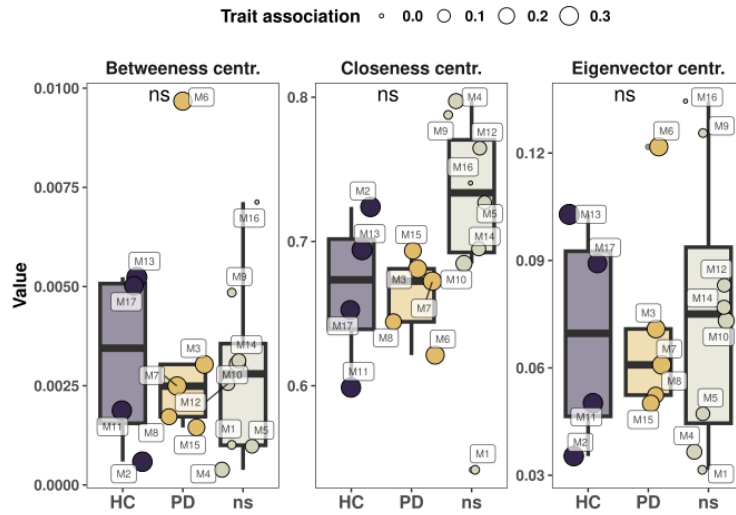 Trait association 0.0 0.1 0.2 0.3
Betweeness centr. Closeness centr. Eigenvector centr.
Value
0.0100
0.0075
0.0050
0.0025
0.0000
ns
M6
M16
M13
M9
M17
M3
M14
M7
M10
M12
M11
M8
M1
M5
M15
M2
M4
HC PD ns
0.8
0.7
0.6
ns
M4
M9
M12
M16
M2
M5
M13
M15
M14
M3
M10
M7
M17
M8
M6
M11
M1
HC PD ns
0.12
0.09
0.06
0.03
ns
M16
M9
M6
M13
M17
M12
M14
M3
M10
M7
M8
M11
M15
M5
M2
M4
M1
HC PD ns